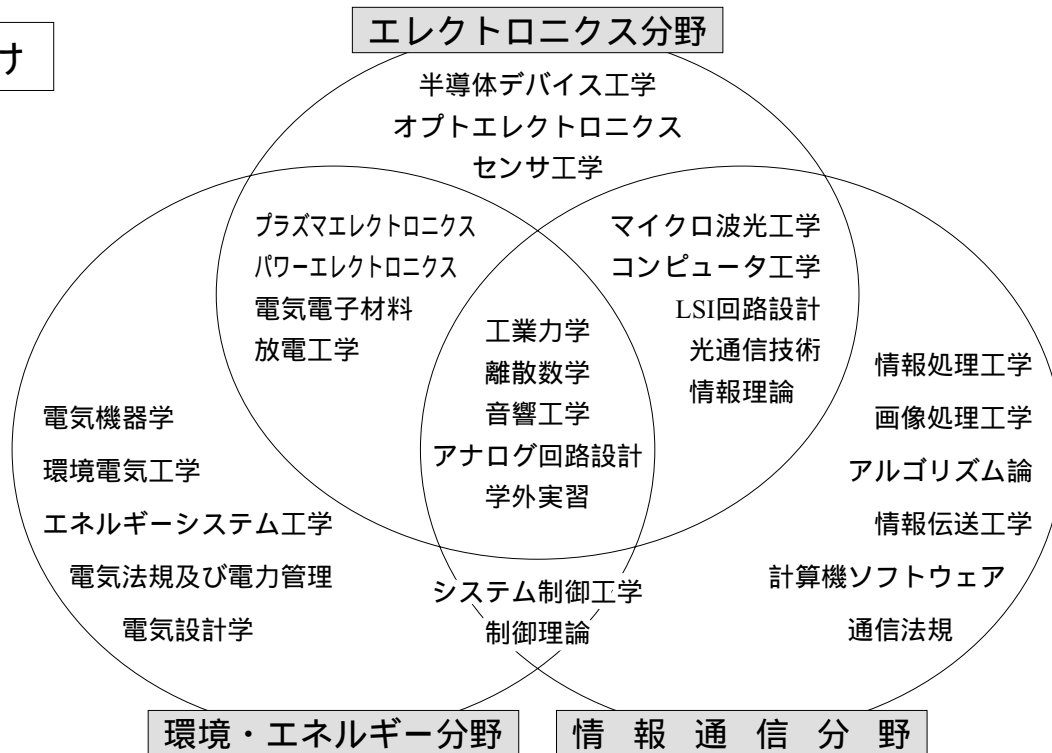 け
エレクトロニクス分野
半導体デバイス工学
オプトエレクトロニクス
センサ工学
プラズマエレクトロニクス
パワーエレクトロニクス
電気電子材料
放電工学
マイクロ波光工学
コンピュータ工学
LSI回路設計
光通信技術
情報理論
工業力学
離散数学
音響工学
アナログ回路設計
学外実習
電気機器学
環境電気工学
エネルギーシステム工学
電気法規及び電力管理
電気設計学
情報処理工学
画像処理工学
アルゴリズム論
情報伝送工学
計算機ソフトウェア
通信法規
システム制御工学
制御理論
環境・エネルギー分野
情報通信分野